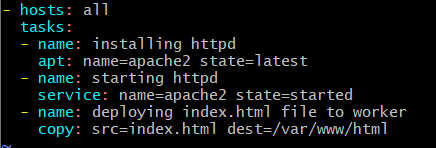 - hosts: all
  tasks:
  - name: installing httpd
    apt: name=apache2 state=latest
  - name: starting httpd
    service: name=apache2 state=started
  - name: deploying index.html file to worker
    copy: src=index.html dest=/var/www/html
~